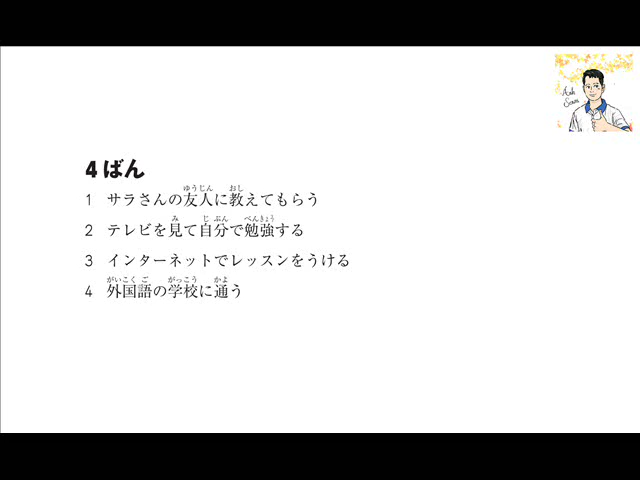 4ばん
1 サラさんの友人に教えてもらう
2 テレビを見て自分で勉強する
3 インターネットでレッスンをうける
4 外国語の学校に通う